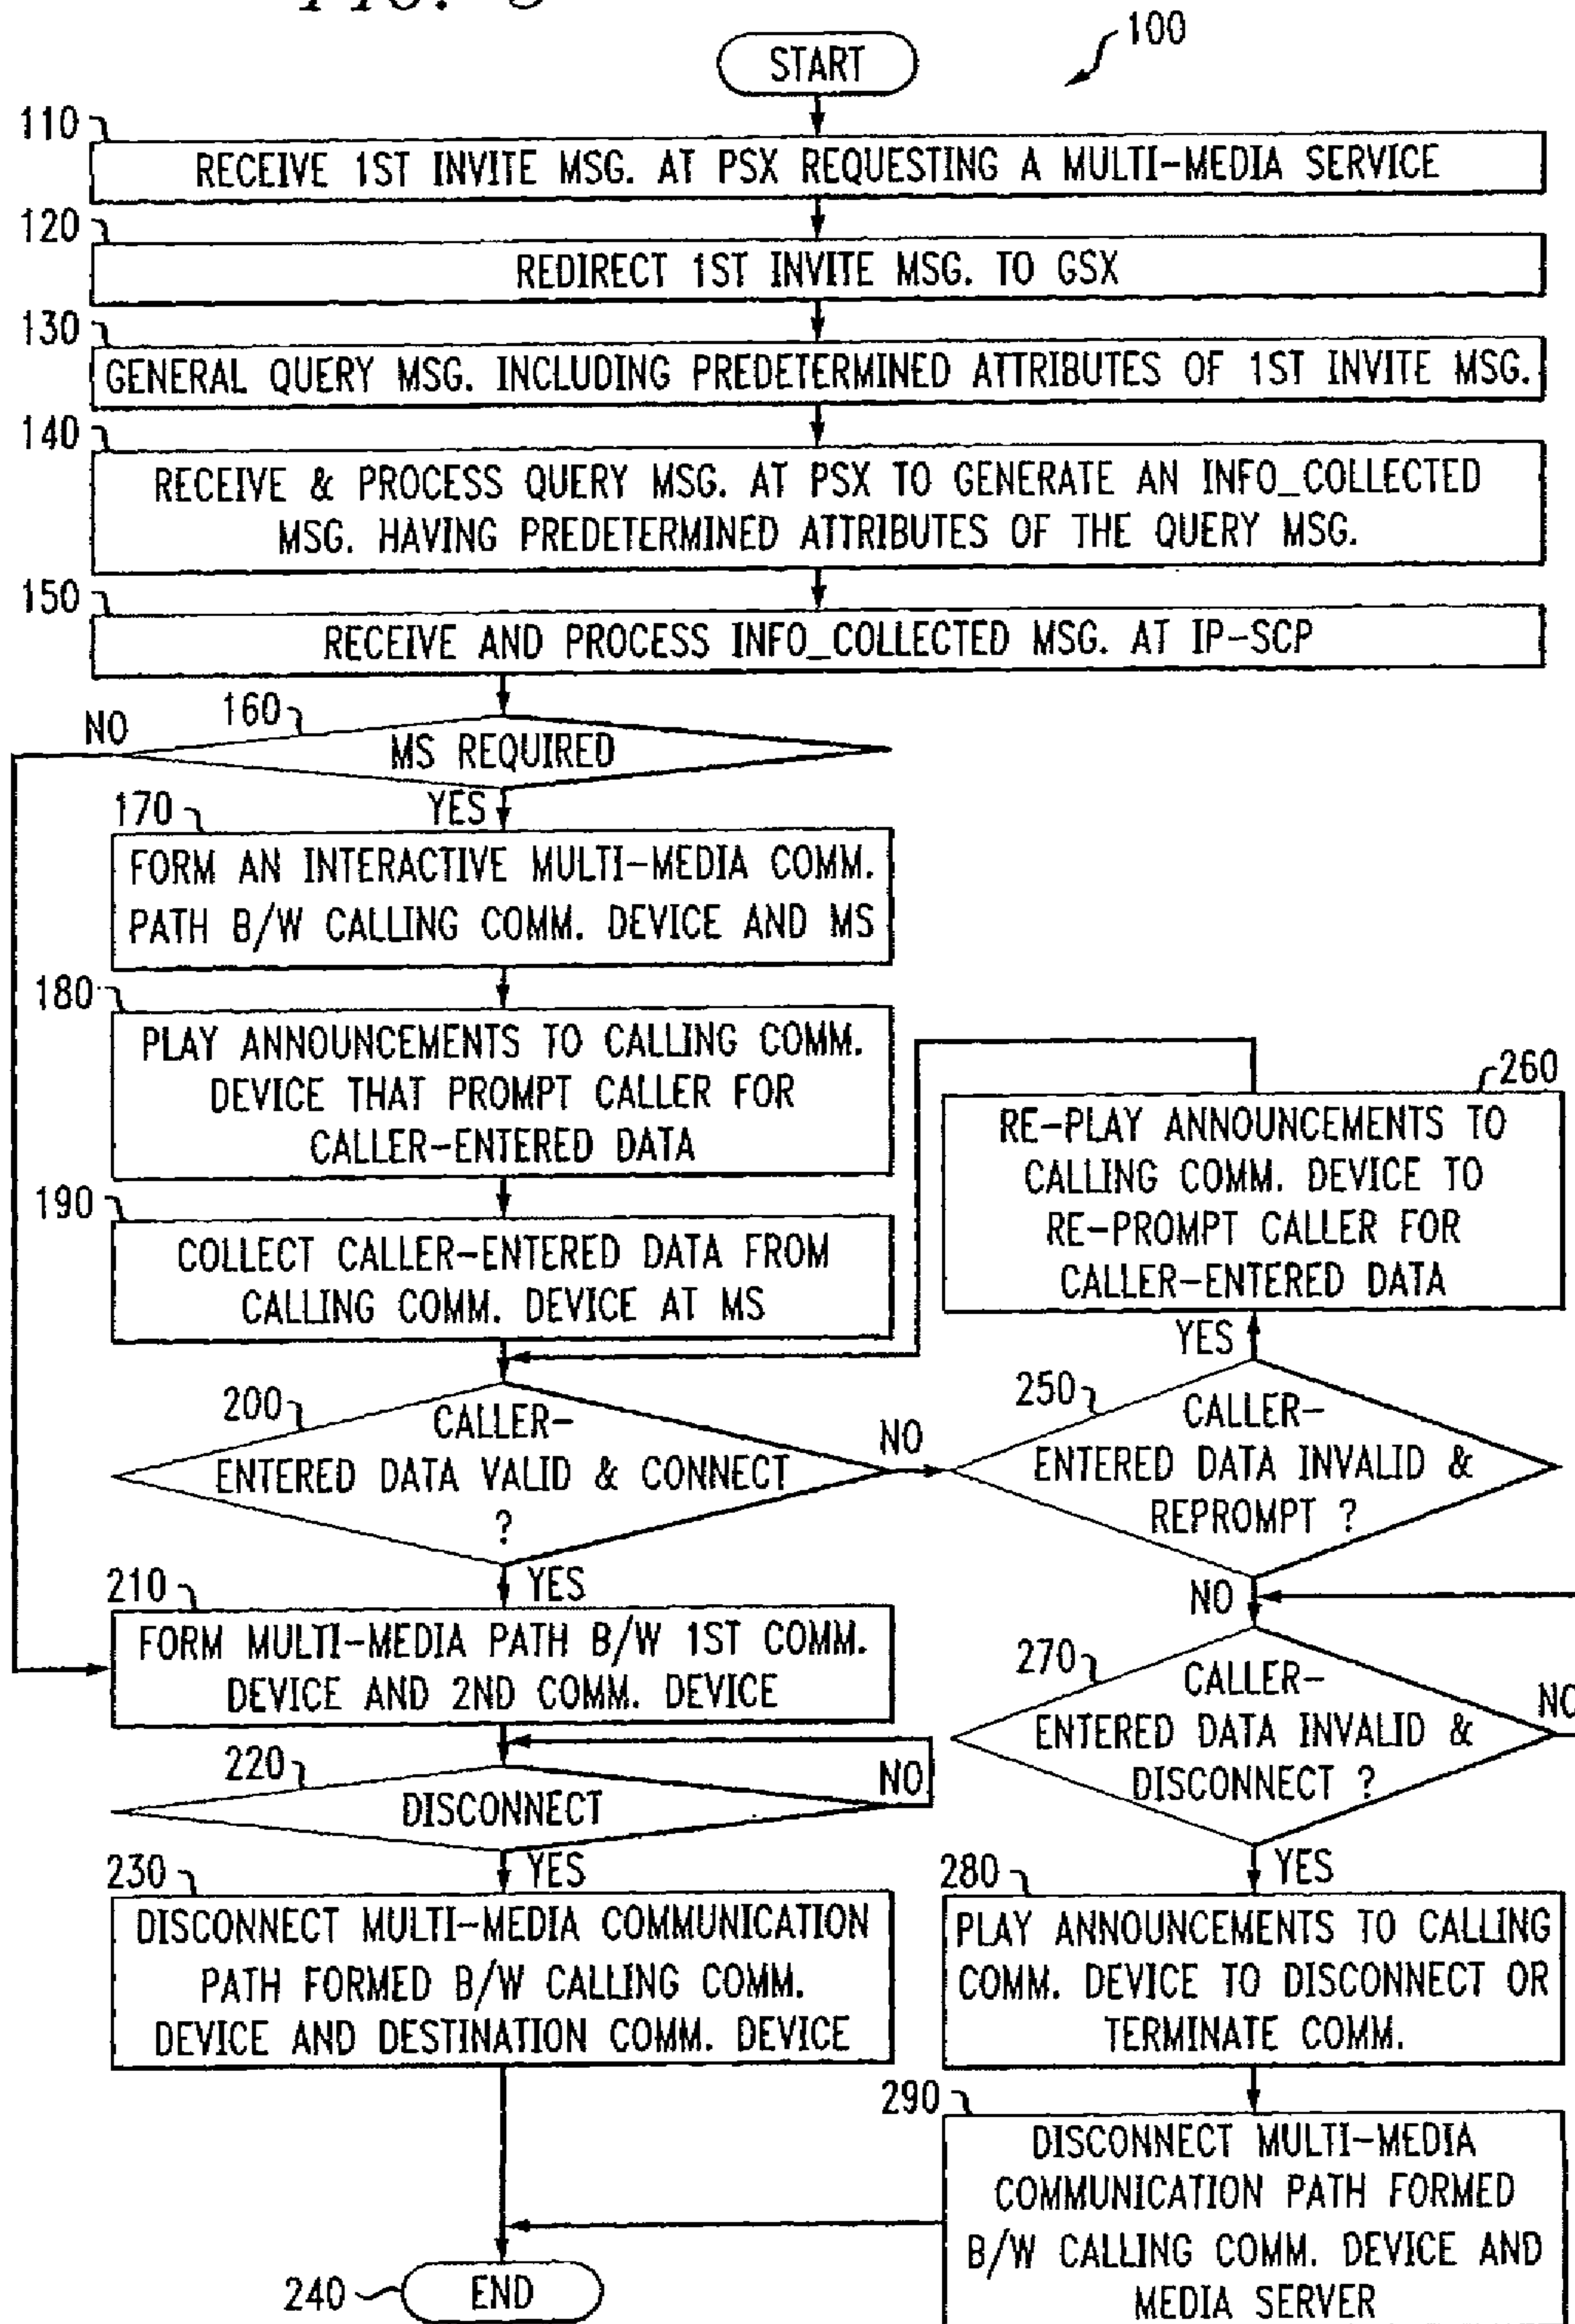 START
100
110
RECEIVE 1ST INVITE MSG. AT PSX REQUESTING A MULTI-MEDIA SERVICE
120
REDIRECT 1ST INVITE MSG. TO GSX
130
GENERAL QUERY MSG. INCLUDING PREDETERMINED ATTRIBUTES OF 1ST INVITE MSG.
140
RECEIVE & PROCESS QUERY MSG. AT PSX TO GENERATE AN INFO_COLLECTED
MSG. HAVING PREDETERMINED ATTRIBUTES OF THE QUERY MSG.
150
RECEIVE AND PROCESS INFO_COLLECTED MSG. AT IP-SCP
NO
160
MS REQUIRED
YES
170
FORM AN INTERACTIVE MULTI-MEDIA COMM.
PATH B/W CALLING COMM. DEVICE AND MS
180
PLAY ANNOUNCEMENTS TO CALLING COMM.
DEVICE THAT PROMPT CALLER FOR
CALLER-ENTERED DATA
190
COLLECT CALLER-ENTERED DATA FROM
CALLING COMM. DEVICE AT MS
260
RE-PLAY ANNOUNCEMENTS TO
CALLING COMM. DEVICE TO
RE-PROMPT CALLER FOR
CALLER-ENTERED DATA
YES
200
CALLER-
ENTERED DATA VALID & CONNECT
?
NO
250
CALLER-
ENTERED DATA INVALID &
REPROMPT ?
YES
NO
210
FORM MULTI-MEDIA PATH B/W 1ST COMM.
DEVICE AND 2ND COMM. DEVICE
270
CALLER-
ENTERED DATA INVALID &
DISCONNECT ?
NO
220
DISCONNECT
NO
YES
YES
230
DISCONNECT MULTI-MEDIA COMMUNICATION
PATH FORMED B/W CALLING COMM.
DEVICE AND DESTINATION COMM. DEVICE
280
PLAY ANNOUNCEMENTS TO CALLING
COMM. DEVICE TO DISCONNECT OR
TERMINATE COMM.
290
DISCONNECT MULTI-MEDIA
COMMUNICATION PATH FORMED
B/W CALLING COMM. DEVICE AND
MEDIA SERVER
240
END